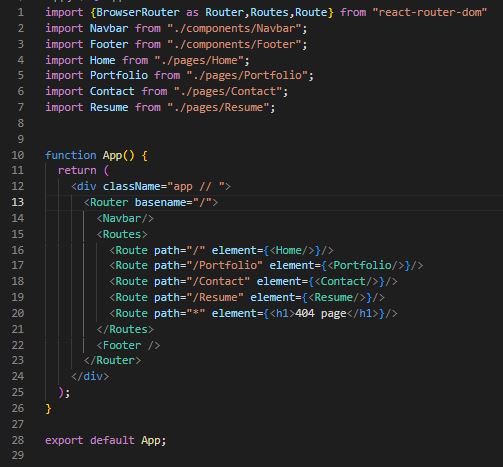 1 import {BrowserRouter as Router,Routes,Route} from "react-router-dom"
2 import Navbar from "./components/Navbar";
3 import Footer from "./components/Footer";
4 import Home from "./pages/Home";
5 import Portfolio from "./pages/Portfolio";
6 import Contact from "./pages/Contact";
7 import Resume from "./pages/Resume";
8
9
10 function App() {
11   return (
12     <div className="app // ">
13       <Router basename="/">
14         <Navbar/>
15         <Routes>
16           <Route path="/" element={<Home/>}/>
17           <Route path="/Portfolio" element={<Portfolio/>}/>
18           <Route path="/Contact" element={<Contact/>}/>
19           <Route path="/Resume" element={<Resume/>}/>
20           <Route path="*" element={<h1>404 page</h1>}/>
21         </Routes>
22         <Footer />
23       </Router>
24     </div>
25   );
26 }
27
28 export default App;
29